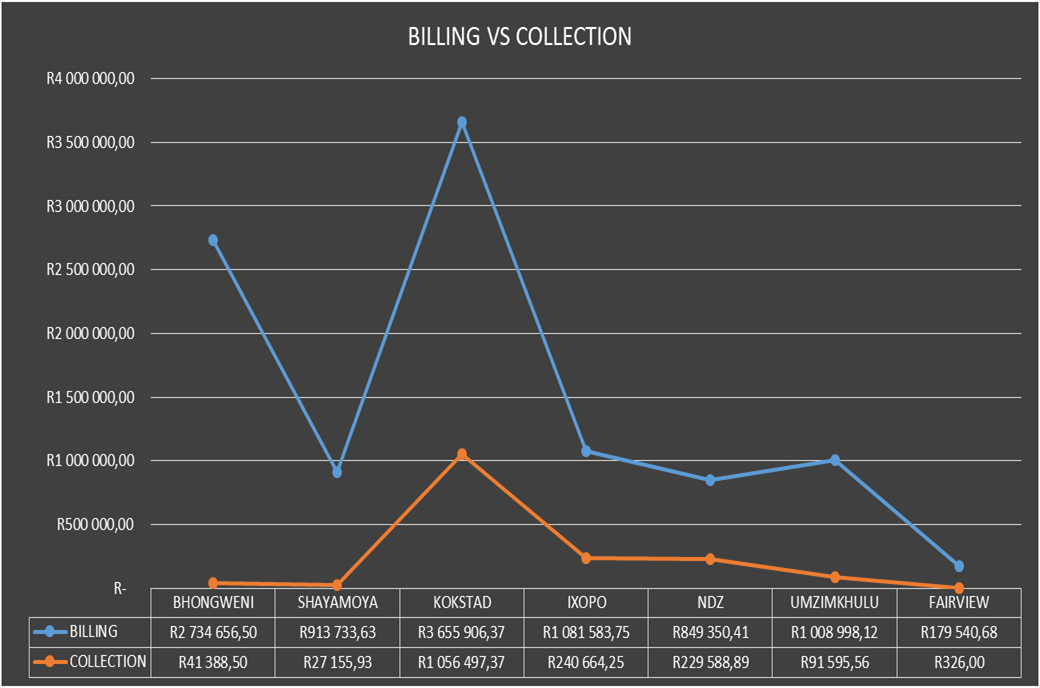 BILLING VS COLLECTION
R4 000 000,00
R3 500 000,00
R3 000 000,00
R2 500 000,00
R2 000 000,00
R1 500 000,00
R1 000 000,00
R500 000,00
R-
BHONGWENI SHAYAMOYA KOKSTAD IXOPO NDZ UMZIMKHULU FAIRVIEW
BILLING R2 734 656,50 R913 733,63 R3 655 906,37 R1 081 583,75 R849 350,41 R1 008 998,12 R179 540,68
COLLECTION R41 388,50 R27 155,93 R1 056 497,37 R240 664,25 R229 588,89 R91 595,56 R326,00